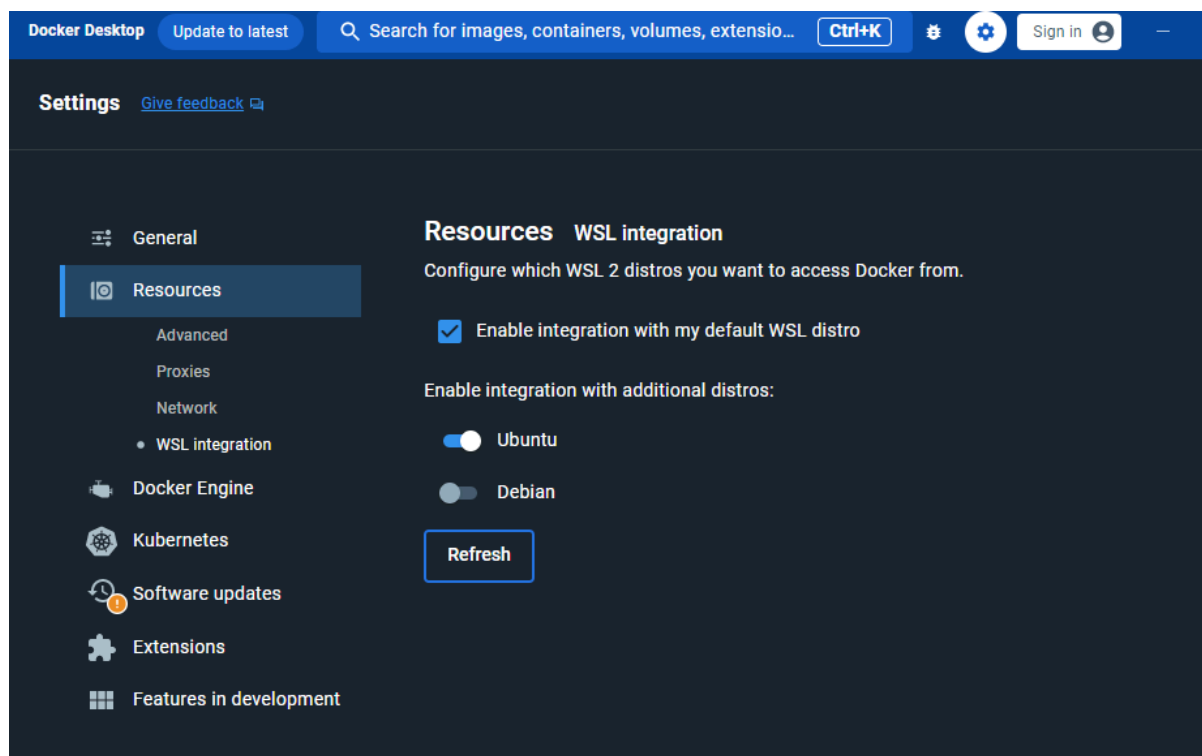 Docker Desktop Update to latest Search for images, containers, volumes, extensio... Ctrl+K Sign in
Settings Give feedback
General
Resources
Advanced
Proxies
Network
WSL integration
Docker Engine
Kubernetes
Software updates
Extensions
Features in development
Resources WSL integration
Configure which WSL 2 distros you want to access Docker from.
Enable integration with my default WSL distro
Enable integration with additional distros:
Ubuntu
Debian
Refresh